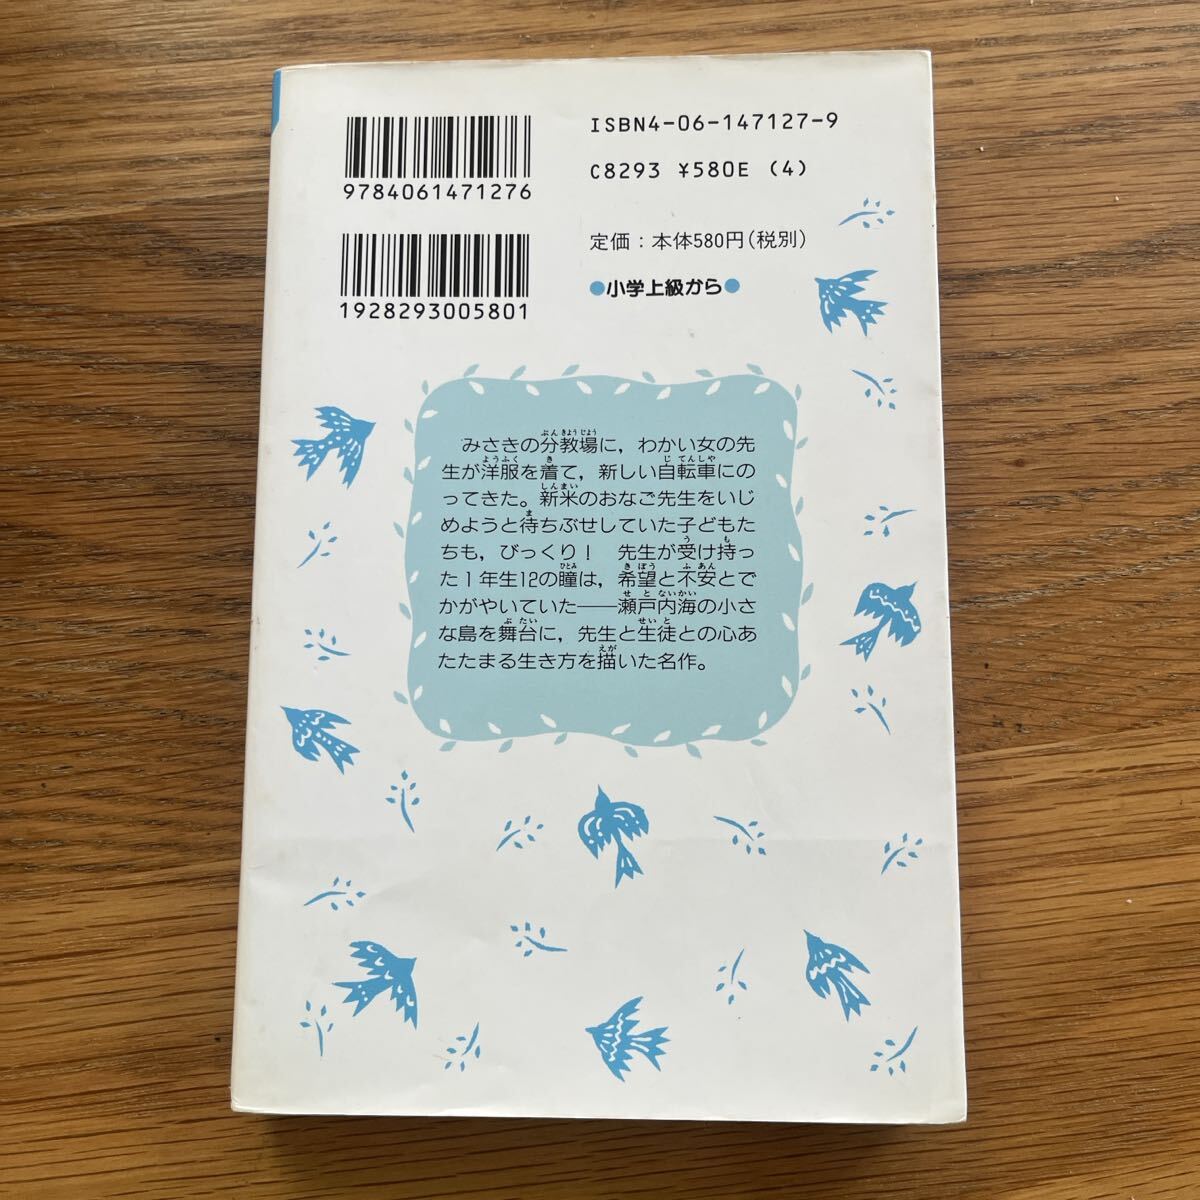 9784061471276
1928293005801
ISBN4-06-147127-9
C8293 ¥580E (4)
定価:本体580円(税別)
●小学上級から●
みさきの分教場に,わかい女の先
生が洋服を着て,新しい自転車にの
ってきた。新米のおなご先生をいじ
めようと待ちぶせしていた子どもた
ちも,びっくり! 先生が受け持っ
た1年生12の瞳は,希望と不安とで
かがやいていた――瀬戸内海の小さ
な島を舞台に,先生と生徒との心あ
たたまる生き方を描いた名作。